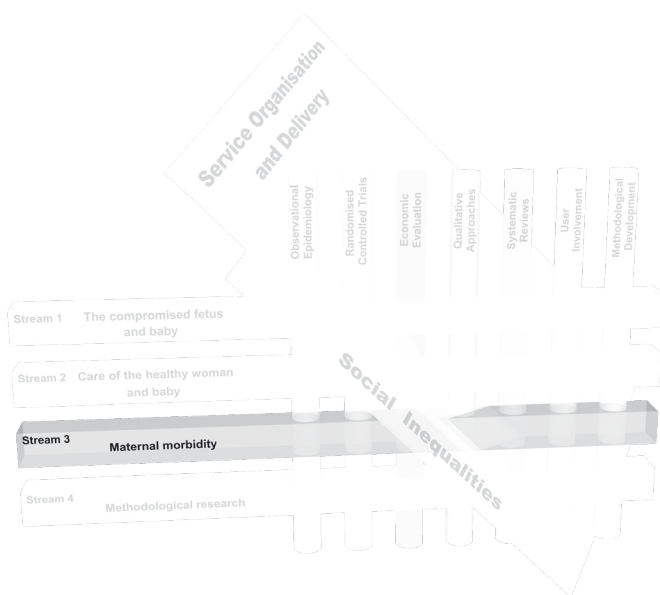 Service Organisation
and Delivery
Observational
Epidemiology
Randomised
Controlled Trials
Economic
Evaluation
Qualitative
Approaches
Systematic
Reviews
User
Involvement
Methodological
Development
Stream 1 The compromised fetus
and baby
Stream 2 Care of the healthy woman
and baby
Social Inequalities
Stream 3 Maternal morbidity
Stream 4 Methodological research